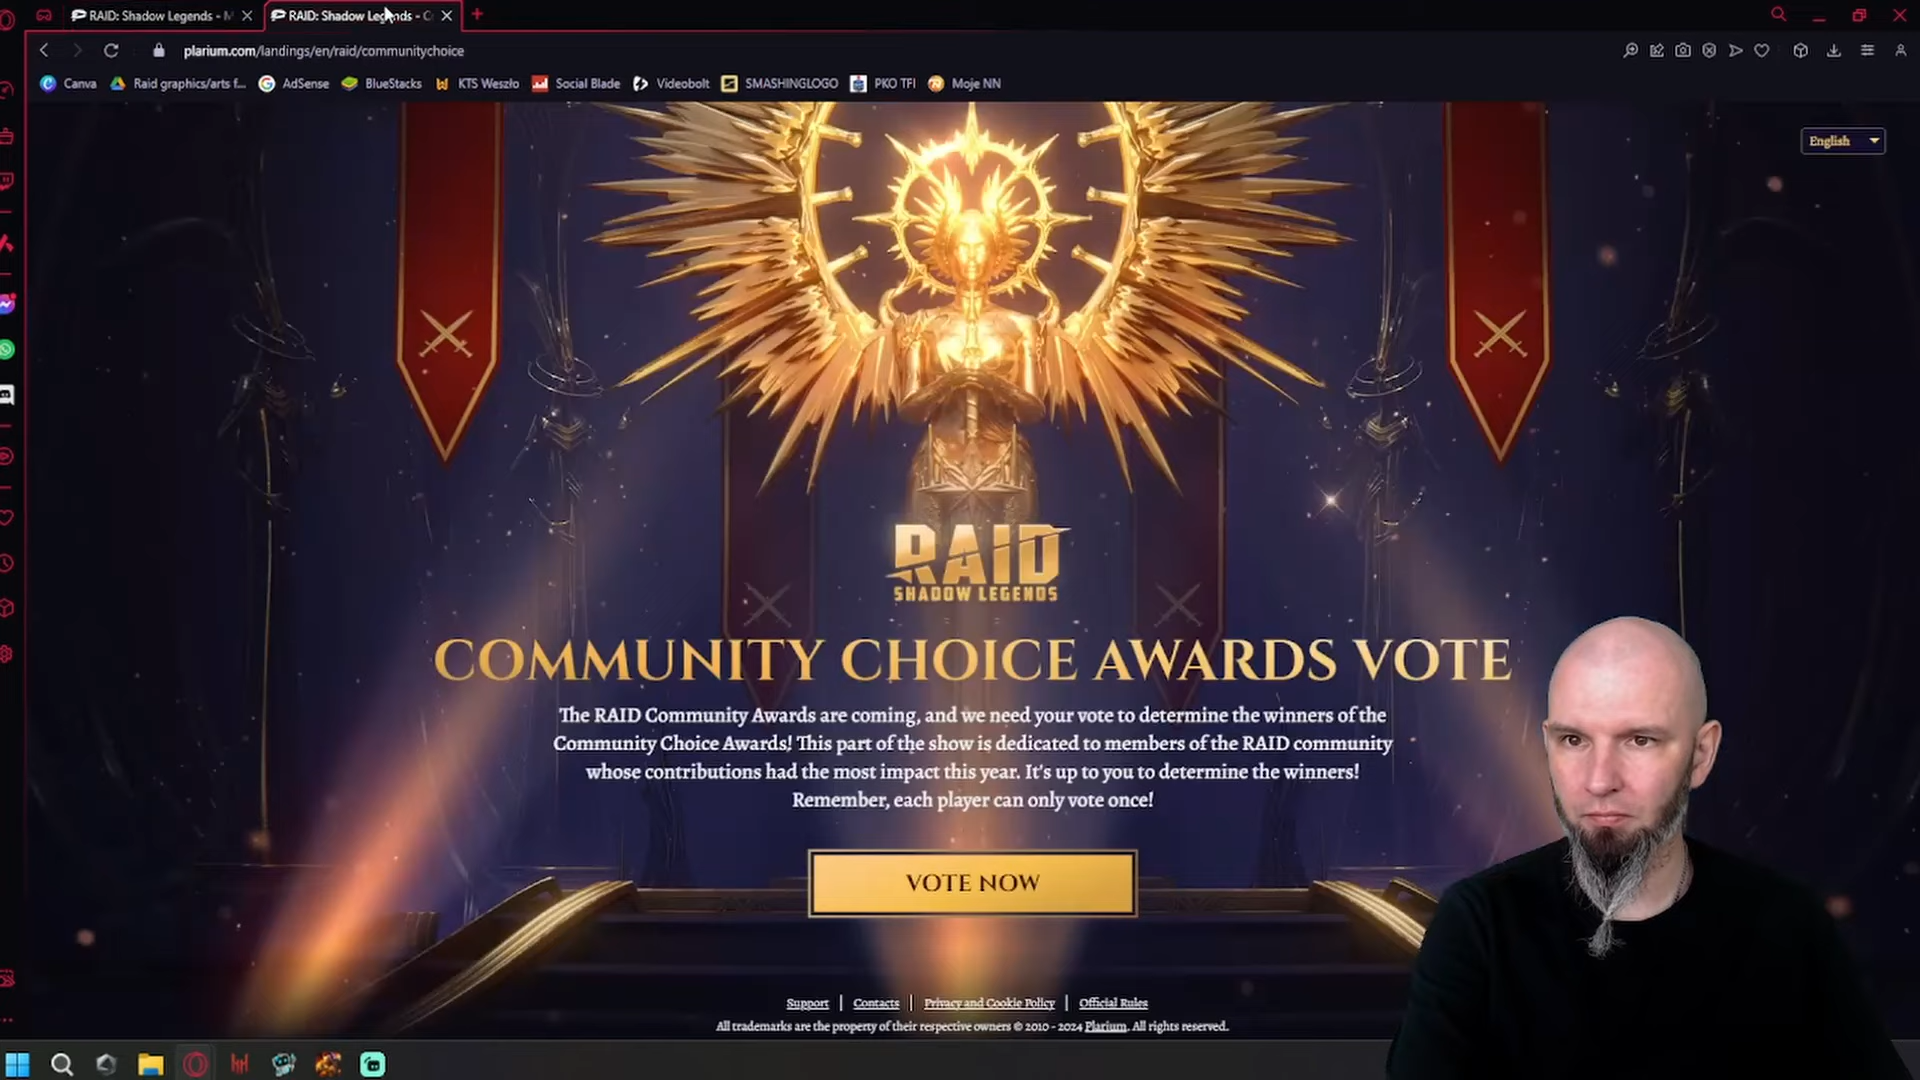 RAID: Shadow Legends - M
RAID: Shadow Legends - C
plarium.com/landings/en/raid/communitychoice
Canva
Raid graphics/arts f...
AdSense
BlueStacks
KTS Weszło
Social Blade
Videobolt
SMASHINGLOGO
PKO TFI
Moje NN
English
RAID
SHADOW LEGENDS
COMMUNITY CHOICE AWARDS VOTE
The RAID Community Awards are coming, and we need your vote to determine the winners of the
Community Choice Awards! This part of the show is dedicated to members of the RAID community
whose contributions had the most impact this year. It's up to you to determine the winners!
Remember, each player can only vote once!
VOTE NOW
Support | Contacts | Privacy and Cookie Policy | Official Rules
All trademarks are the property of their respective owners © 2010 - 2024 Plarium. All rights reserved.